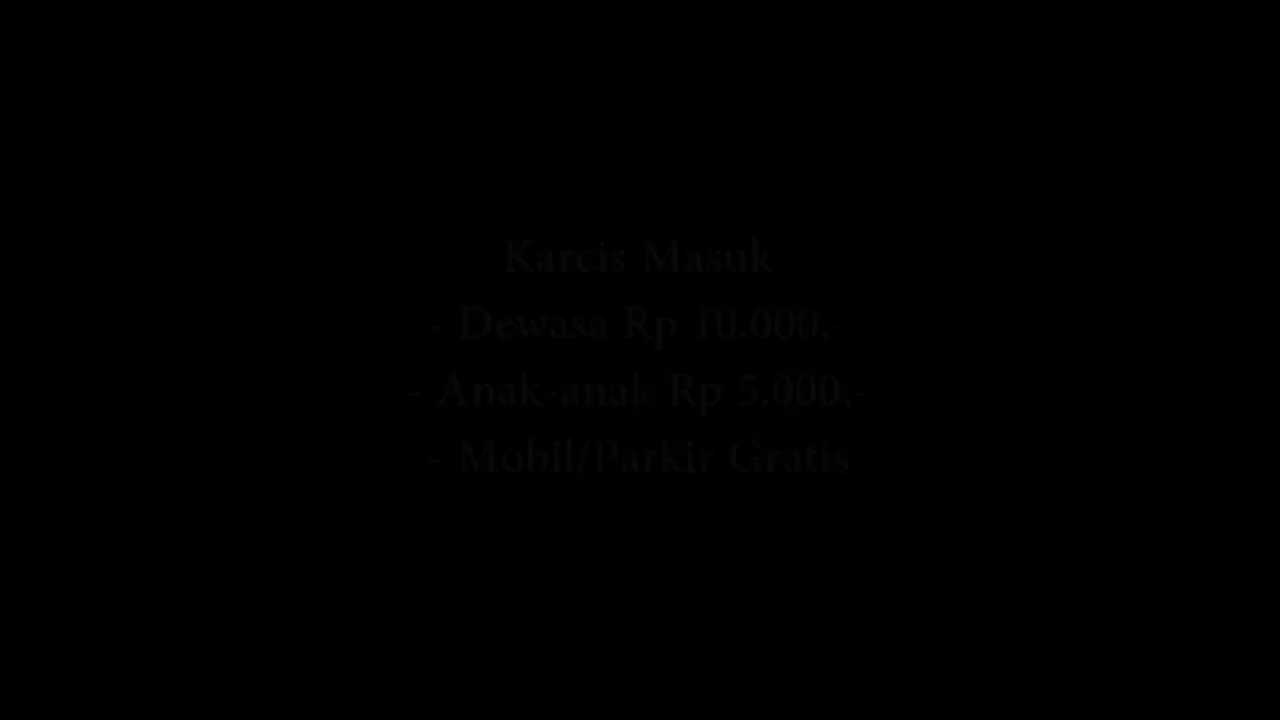 Karcis Masuk
- Dewasa Rp 10.000,-
- Anak-anak Rp 5.000,-
- Mobil/Parkir Gratis